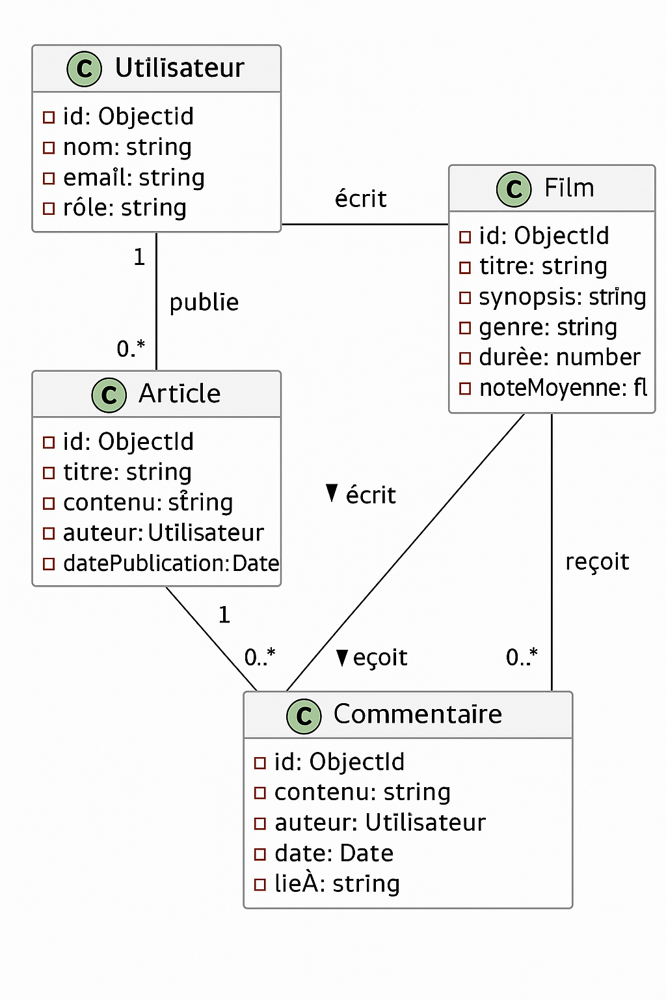 C Utilisateur
id: Objectid
nom: string
email: string
rôle: string
écrit
C Film
id: ObjectId
titre: string
synopsis: string
genre: string
durèe: number
noteMoyenne: fl
1
publie
0.*
C Article
id: ObjectId
titre: string
contenu: string
auteur: Utilisateur
datePublication: Date
▼ écrit
reçoit
1
0..*
▼ eçoit
0..*
C Commentaire
id: ObjectId
contenu: string
auteur: Utilisateur
date: Date
lieÀ: string